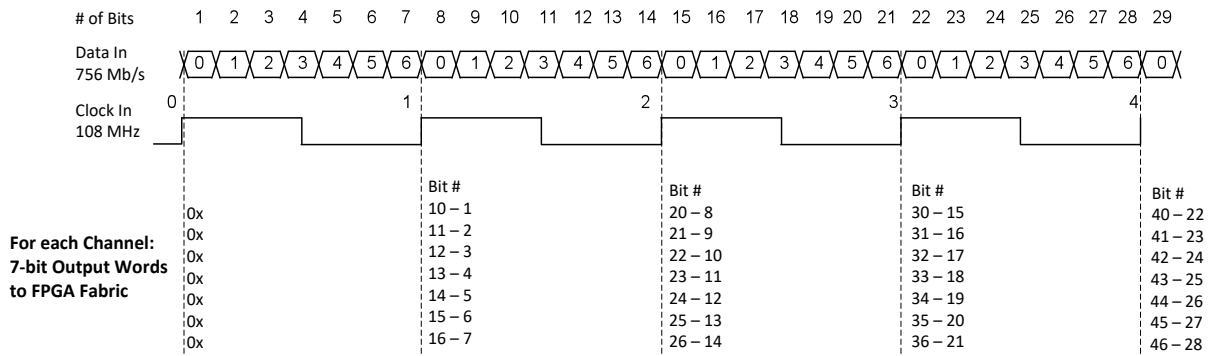 # of Bits 1 2 3 4 5 6 7 8 9 10 11 12 13 14 15 16 17 18 19 20 21 22 23 24 25 26 27 28 29
Data In
756 Mb/s
0 1 2 3 4 5 6 0 1 2 3 4 5 6 0 1 2 3 4 5 6 0 1 2 3 4 5 6 0
Clock In
108 MHz
0 1 2 3 4
For each Channel:
7-bit Output Words
to FPGA Fabric
0x
0x
0x
0x
0x
0x
0x
Bit #
10 – 1
11 – 2
12 – 3
13 – 4
14 – 5
15 – 6
16 – 7
Bit #
20 – 8
21 – 9
22 – 10
23 – 11
24 – 12
25 – 13
26 – 14
Bit #
30 – 15
31 – 16
32 – 17
33 – 18
34 – 19
35 – 20
36 – 21
Bit #
40 – 22
41 – 23
42 – 24
43 – 25
44 – 26
45 – 27
46 – 28